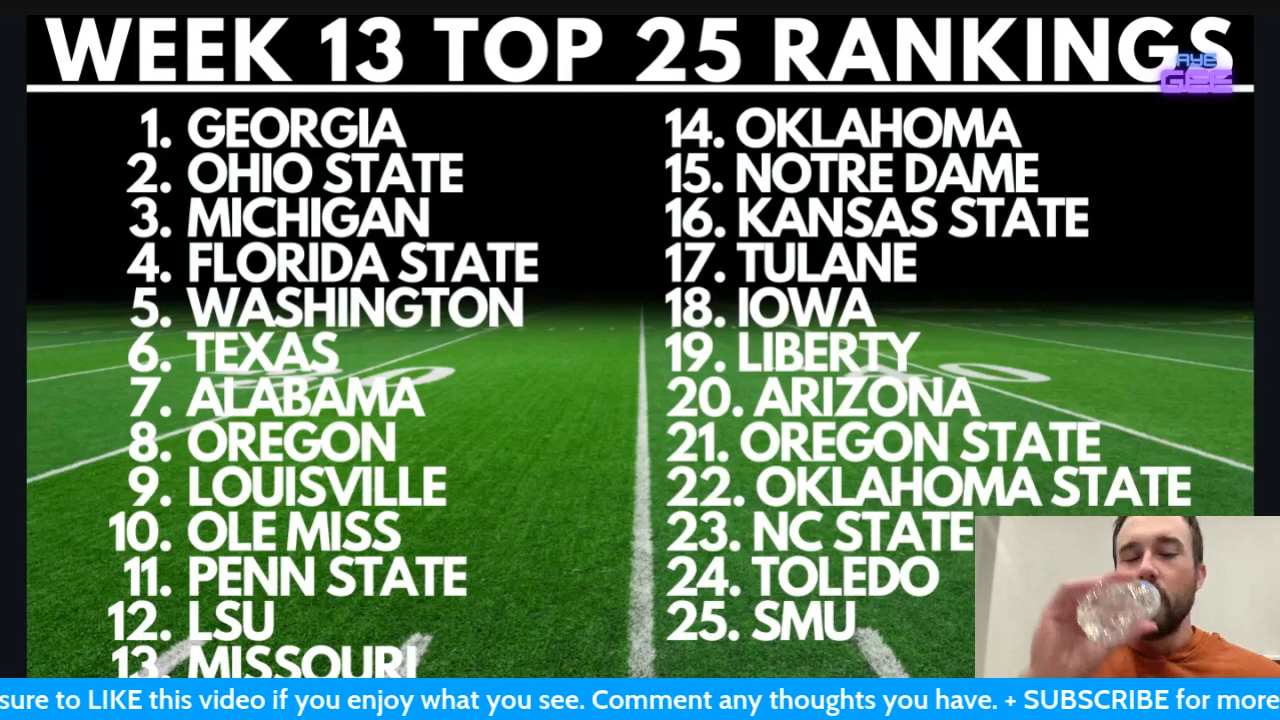 WEEK 13 TOP 25 RANKINGS
AYE
GEE
1. GEORGIA
2. OHIO STATE
3. MICHIGAN
4. FLORIDA STATE
5. WASHINGTON
6. TEXAS
7. ALABAMA
8. OREGON
9. LOUISVILLE
10. OLE MISS
11. PENN STATE
12. LSU
13. MISSOURI
14. OKLAHOMA
15. NOTRE DAME
16. KANSAS STATE
17. TULANE
18. IOWA
19. LIBERTY
20. ARIZONA
21. OREGON STATE
22. OKLAHOMA STATE
23. NC STATE
24. TOLEDO
25. SMU
sure to LIKE this video if you enjoy what you see. Comment any thoughts you have. + SUBSCRIBE for more